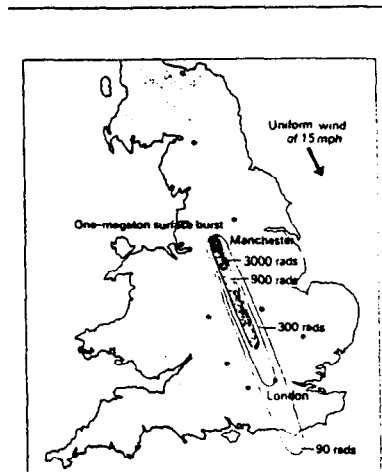 Uniform wind
of 15 mph
One-megaton surface burst
Manchester
3000 rads
900 rads
300 rads
London
90 rads